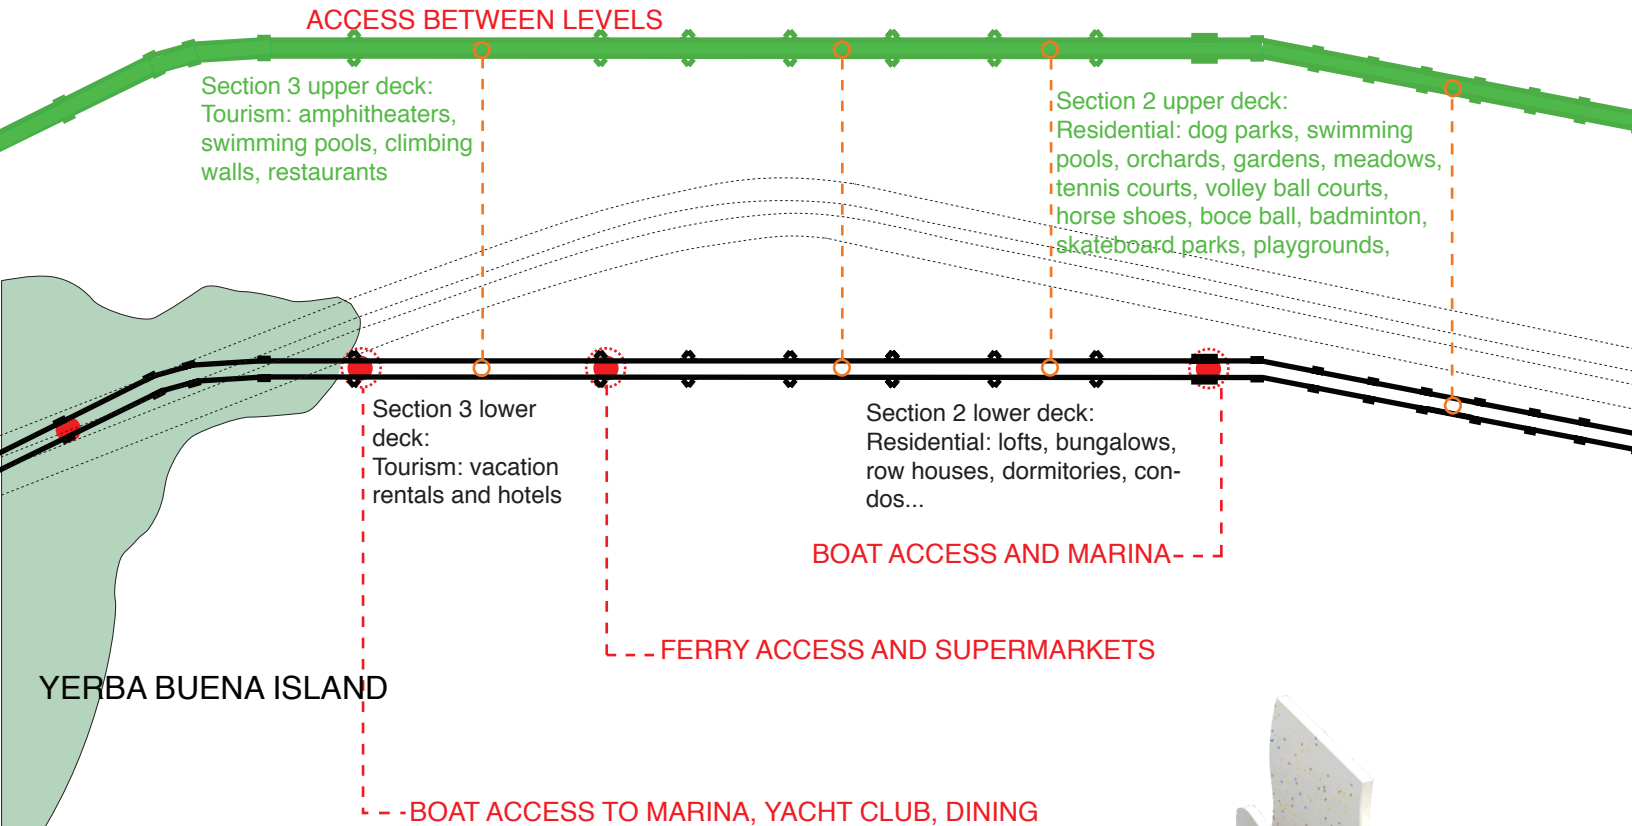 ACCESS BETWEEN LEVELS
Section 3 upper deck:
Tourism: amphitheaters,
swimming pools, climbing
walls, restaurants
Section 2 upper deck:
Residential: dog parks, swimming
pools, orchards, gardens, meadows,
tennis courts, volley ball courts,
horse shoes, boce ball, badminton,
skateboard parks, playgrounds,
Section 3 lower
deck:
Tourism: vacation
rentals and hotels
Section 2 lower deck:
Residential: lofts, bungalows,
row houses, dormitories, con-
dos...
BOAT ACCESS AND MARINA
FERRY ACCESS AND SUPERMARKETS
YERBA BUENA ISLAND
BOAT ACCESS TO MARINA, YACHT CLUB, DINING